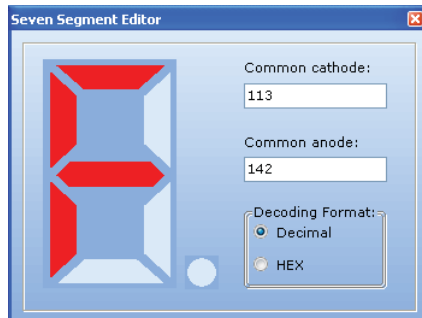 Seven Segment Editor
Common cathode:
113
Common anode:
142
Decoding Format:
Decimal
HEX